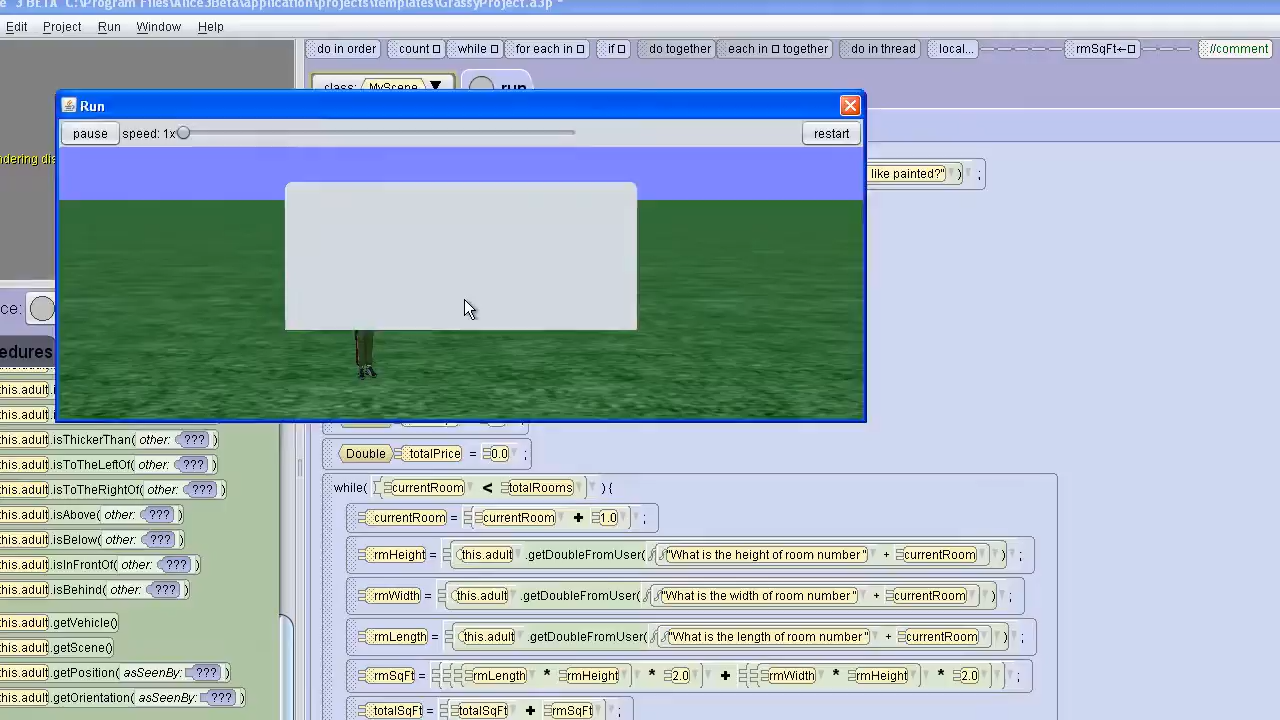 3 BETA C:\Program Files\Alice3Beta\application\projects\templates\GrassyProject.a3p *
Edit Project Run Window Help
do in order count while for each in if do together each in together do in thread local... rmSqFt← //comment
class: MyScene run
Run
pause speed: 1x restart
ndering dis
like painted?" ) ;
ce:
edures
this.adult
this.adult
this.adult .isThickerThan( other: ??? )
this.adult .isToTheLeftOf( other: ??? )
this.adult .isToTheRightOf( other: ??? )
this.adult .isAbove( other: ??? )
this.adult .isBelow( other: ??? )
this.adult .isInFrontOf( other: ??? )
this.adult .isBehind( other: ??? )
this.adult .getVehicle()
this.adult .getScene()
this.adult .getPosition( asSeenBy: ??? )
this.adult .getOrientation( asSeenBy: ??? )
Double totalPrice = 0.0 ;
while( currentRoom < totalRooms ) {
currentRoom = currentRoom + 1.0 ;
rmHeight = this.adult .getDoubleFromUser( "What is the height of room number" + currentRoom ) ;
rmWidth = this.adult .getDoubleFromUser( "What is the width of room number" + currentRoom ) ;
rmLength = this.adult .getDoubleFromUser( "What is the length of room number" + currentRoom ) ;
rmSqFt = rmLength * rmHeight * 2.0 + rmWidth * rmHeight * 2.0 ;
totalSqFt = totalSqFt + rmSqFt ;